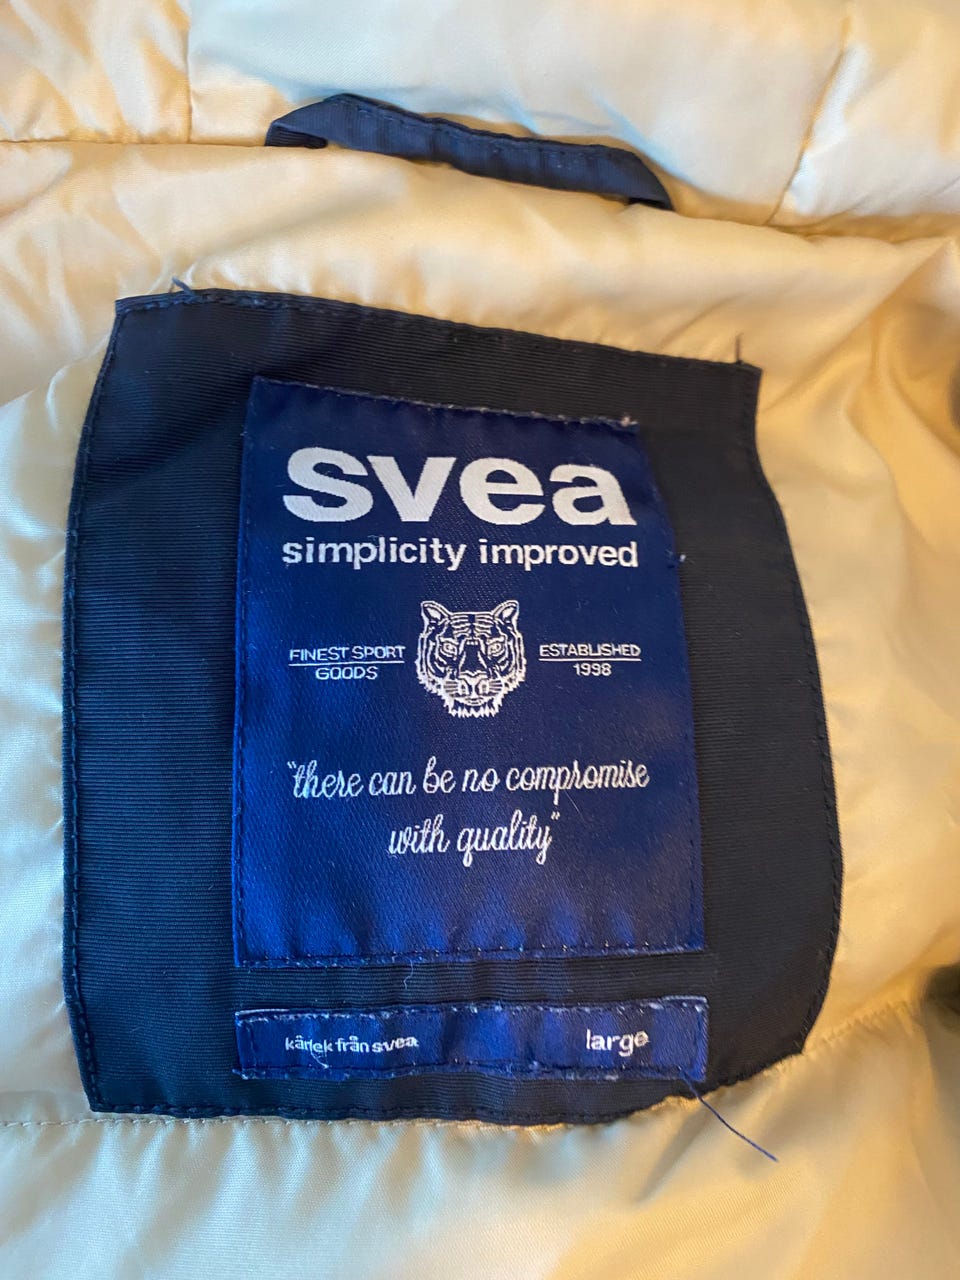 svea
simplicity improved
FINEST SPORT
GOODS
ESTABLISHED
1998
"there can be no compromise
with quality"
kärlek från svea
large